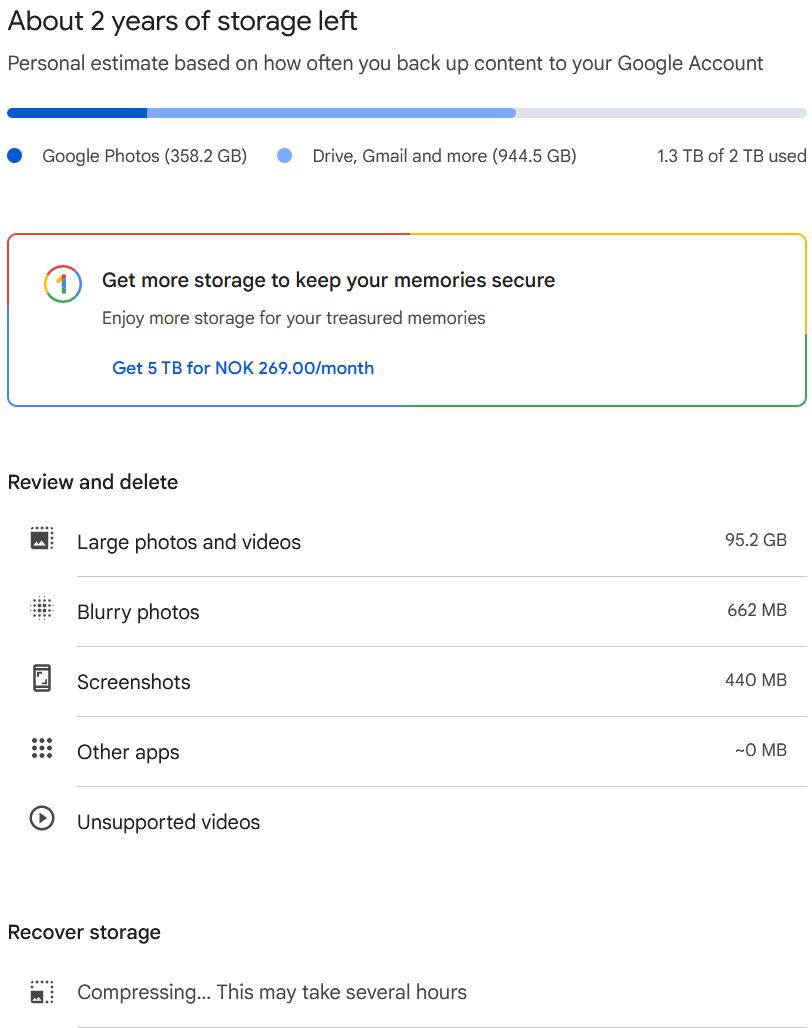 About 2 years of storage left
Personal estimate based on how often you back up content to your Google Account
Google Photos (358.2 GB) Drive, Gmail and more (944.5 GB) 1.3 TB of 2 TB used
1 Get more storage to keep your memories secure
Enjoy more storage for your treasured memories
Get 5 TB for NOK 269.00/month
Review and delete
Large photos and videos 95.2 GB
Blurry photos 662 MB
Screenshots 440 MB
Other apps ~0 MB
Unsupported videos
Recover storage
Compressing... This may take several hours